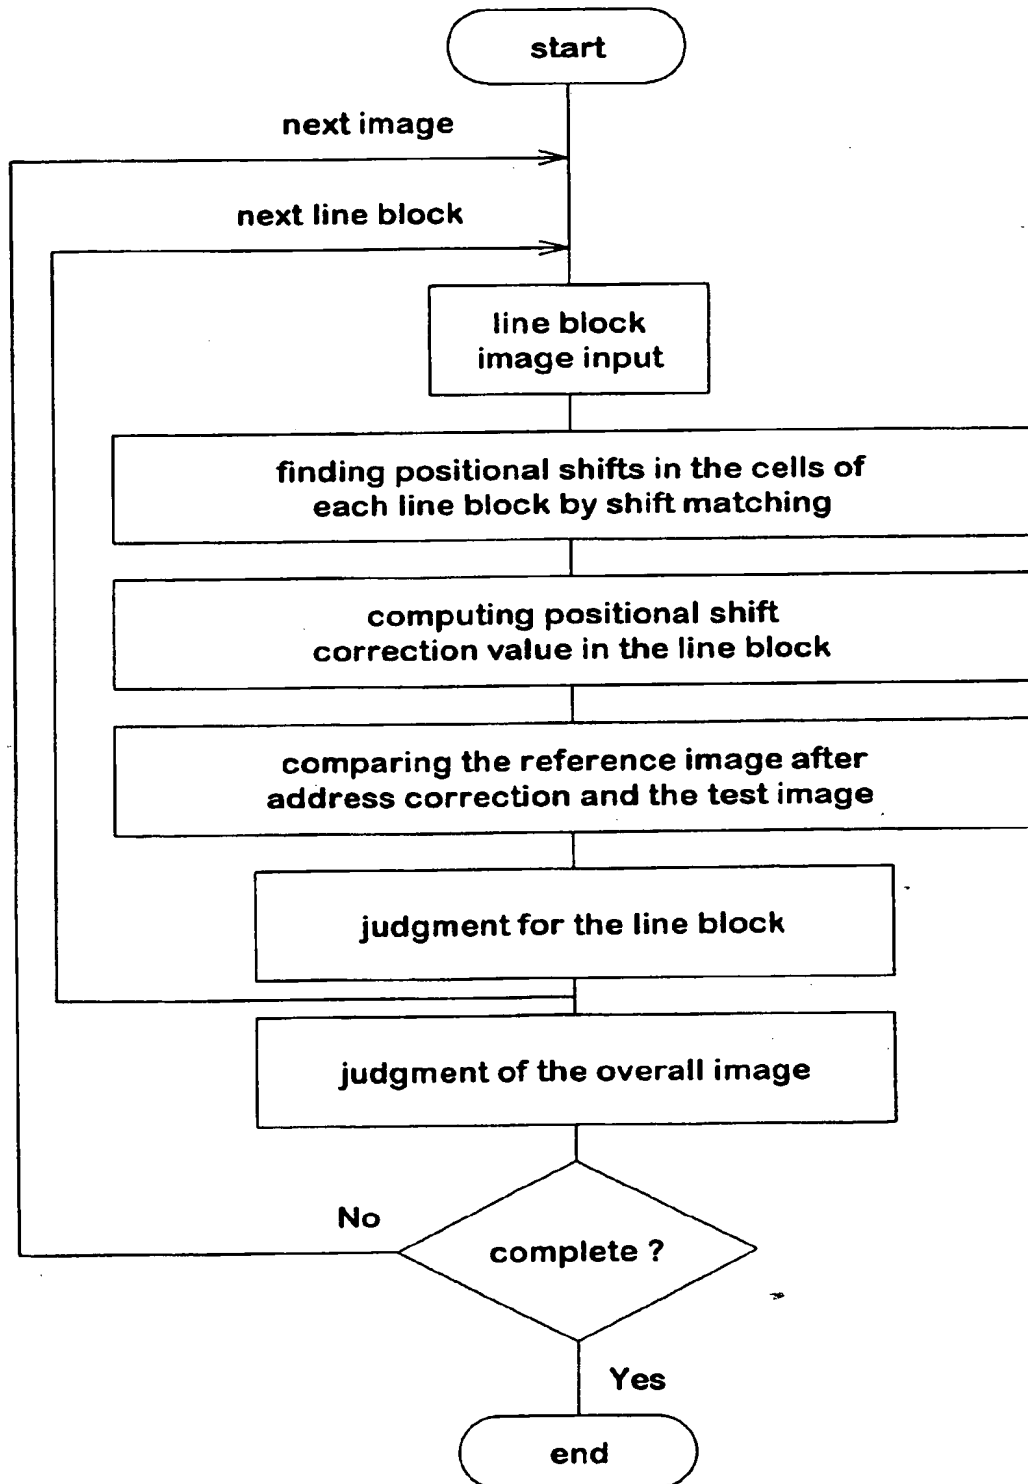 start
next image
next line block
line block
image input
finding positional shifts in the cells of
each line block by shift matching
computing positional shift
correction value in the line block
comparing the reference image after
address correction and the test image
judgment for the line block
judgment of the overall image
No
complete ?
Yes
end